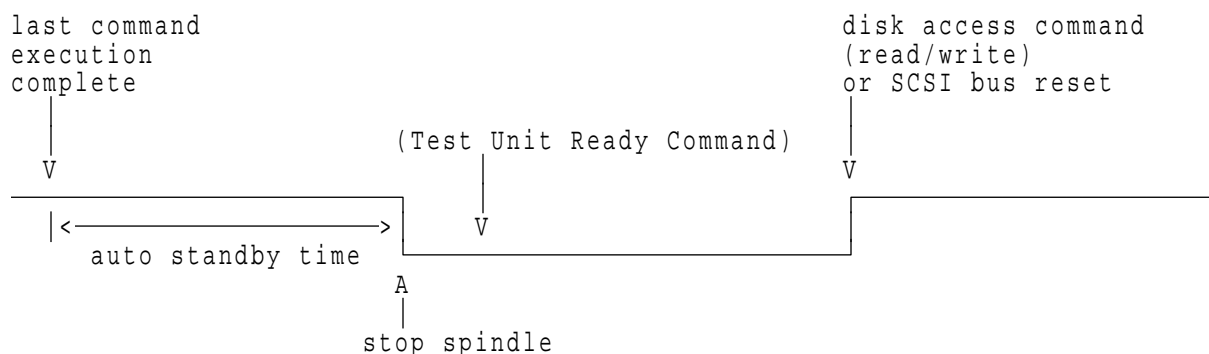 last command
execution
complete
disk access command
(read/write)
or SCSI bus reset
(Test Unit Ready Command)
V
V
V
|<
>
auto standby time
A
stop spindle